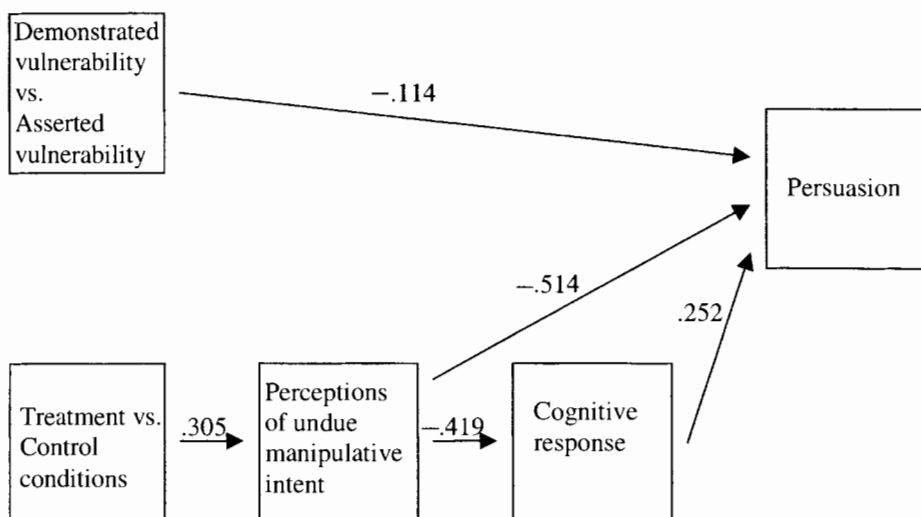 Demonstrated
vulnerability
vs.
Asserted
vulnerability
−.114
Persuasion
−.514
.252
Treatment vs.
Control
conditions
.305
Perceptions
of undue
manipulative
intent
−.419
Cognitive
response